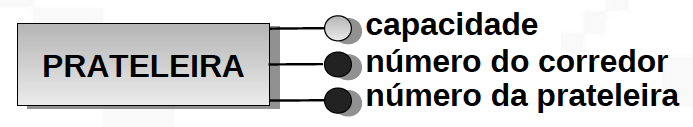 capacidade
PRATELEIRA
número do corredor
número da prateleira